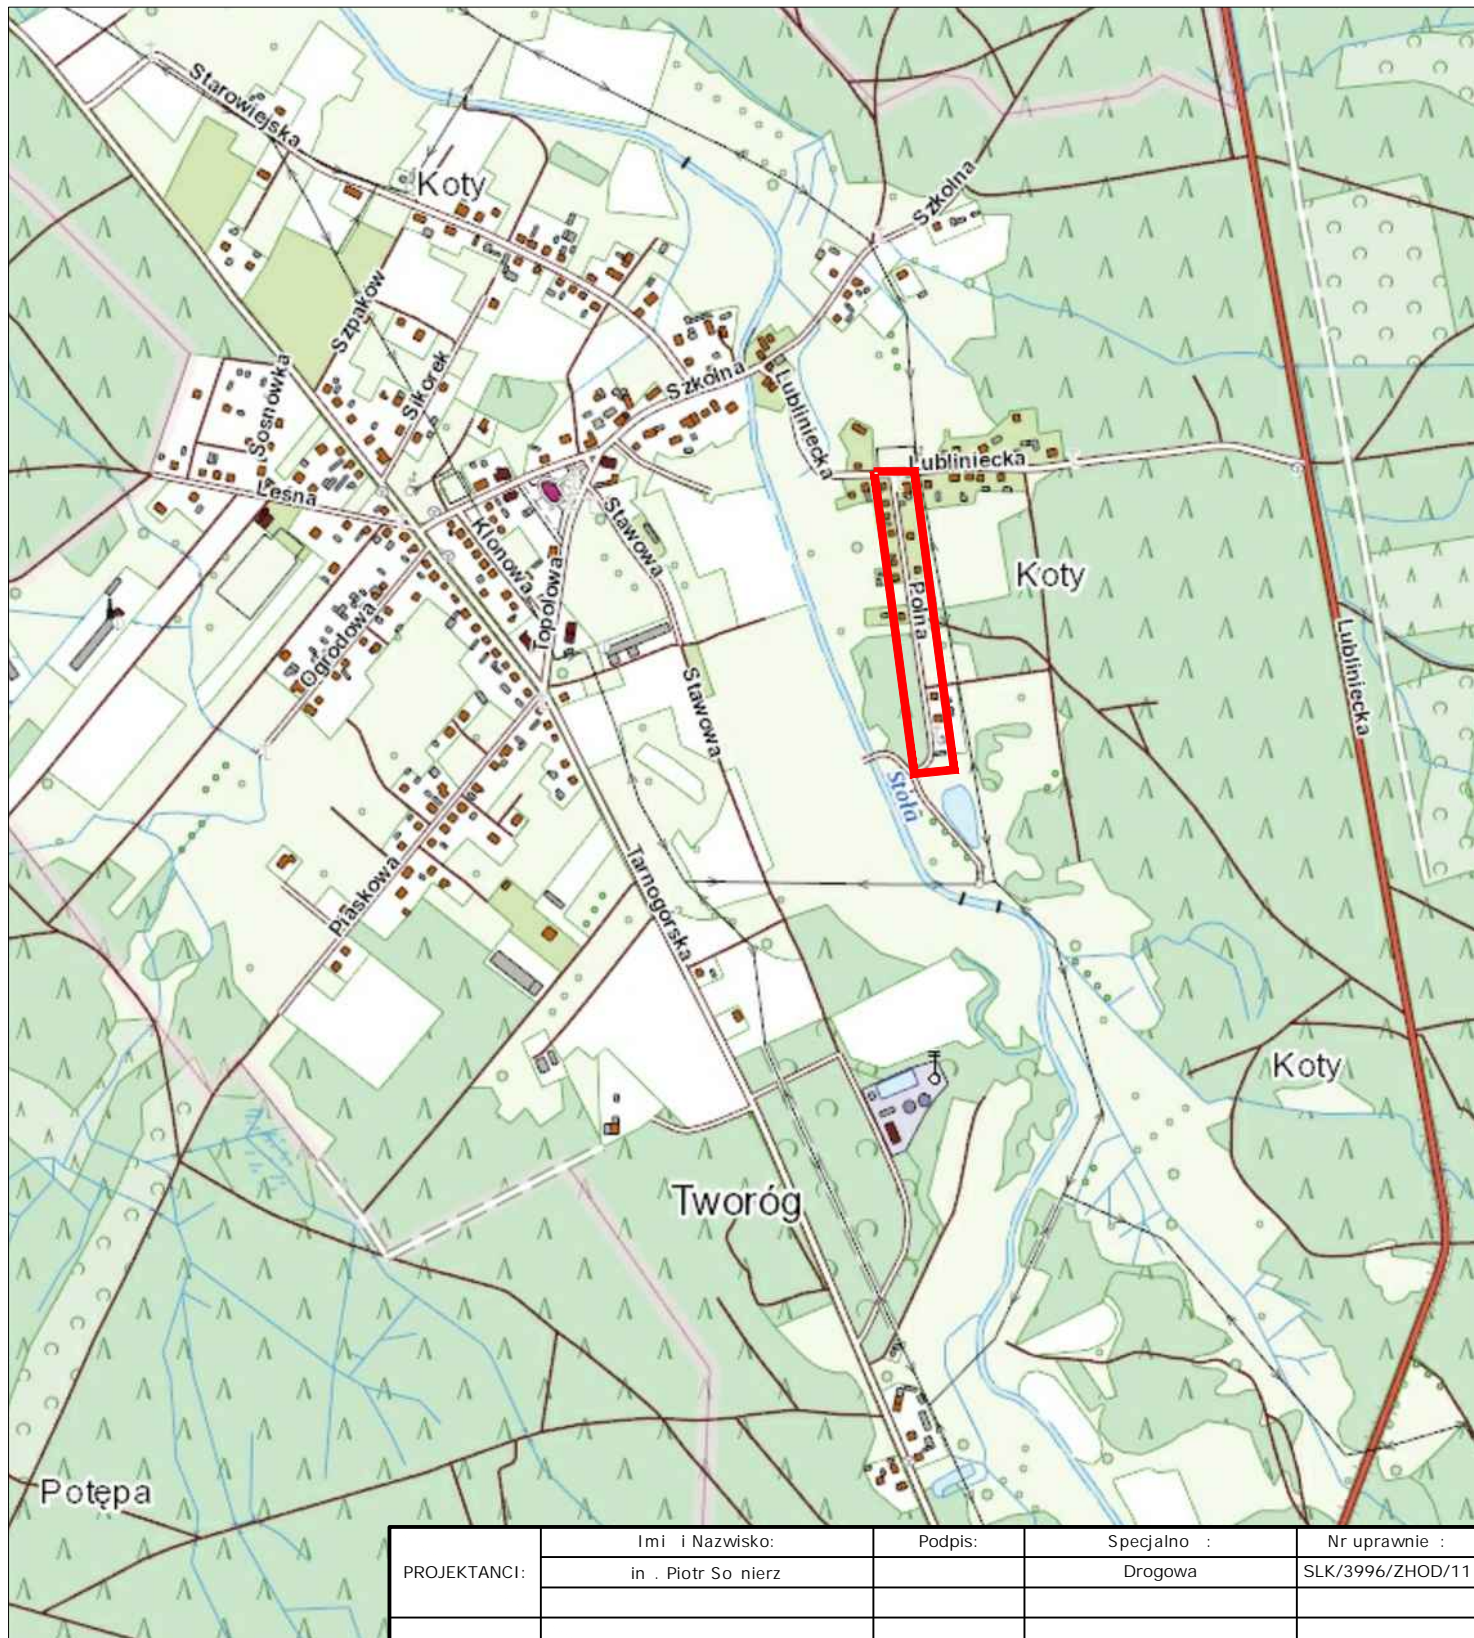 Starowiejska
Koty
Szkolna
Szpaków
Sikorek
Sosnówka
Szkolna
Lubliniecka
Lubliniecka
Lesna
Klonowa
Stawowa
Topolowa
Ogrodowa
Polna
Koty
Lubliniecka
Stawowa
Stoła
Piaskowa
Tarnogorska
Koty
Tworóg
Potępa
PROJEKTANCI:
Imi i Nazwisko:
Podpis:
Specjalno :
Nr uprawnie :
in . Piotr So nierz
Drogowa
SLK/3996/ZHOD/11